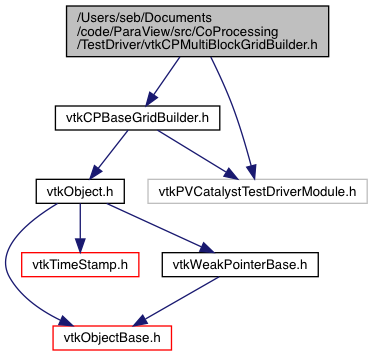 /Users/seb/Documents
/code/ParaView/src/CoProcessing
/TestDriver/vtkCPMultiBlockGridBuilder.h
vtkCPBaseGridBuilder.h
vtkObject.h
vtkPVCatalystTestDriverModule.h
vtkTimeStamp.h
vtkWeakPointerBase.h
vtkObjectBase.h